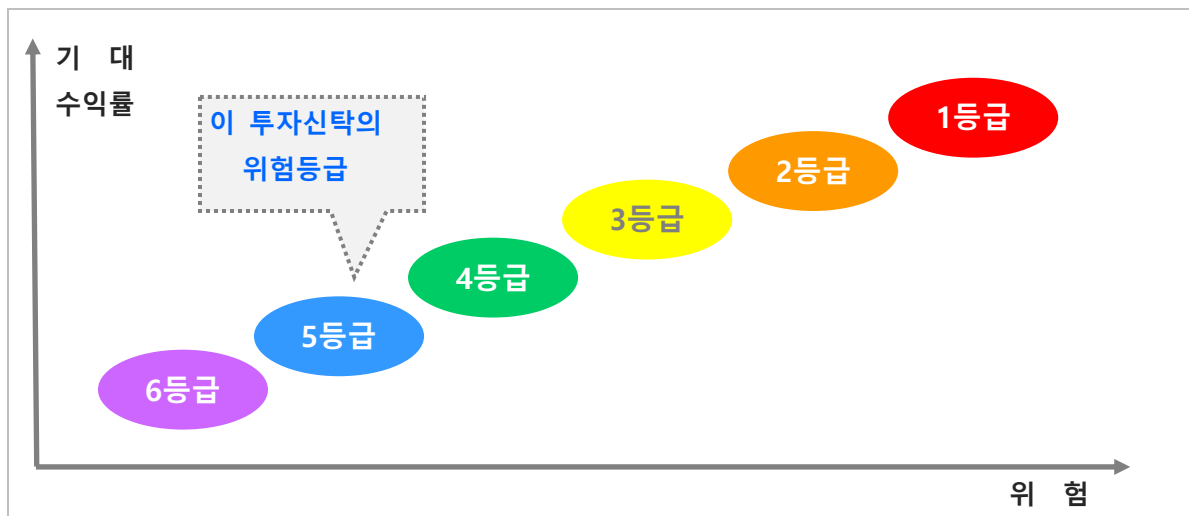 기 대
수익률
이 투자신탁의
위험등급
1등급
2등급
3등급
4등급
5등급
6등급
위 험